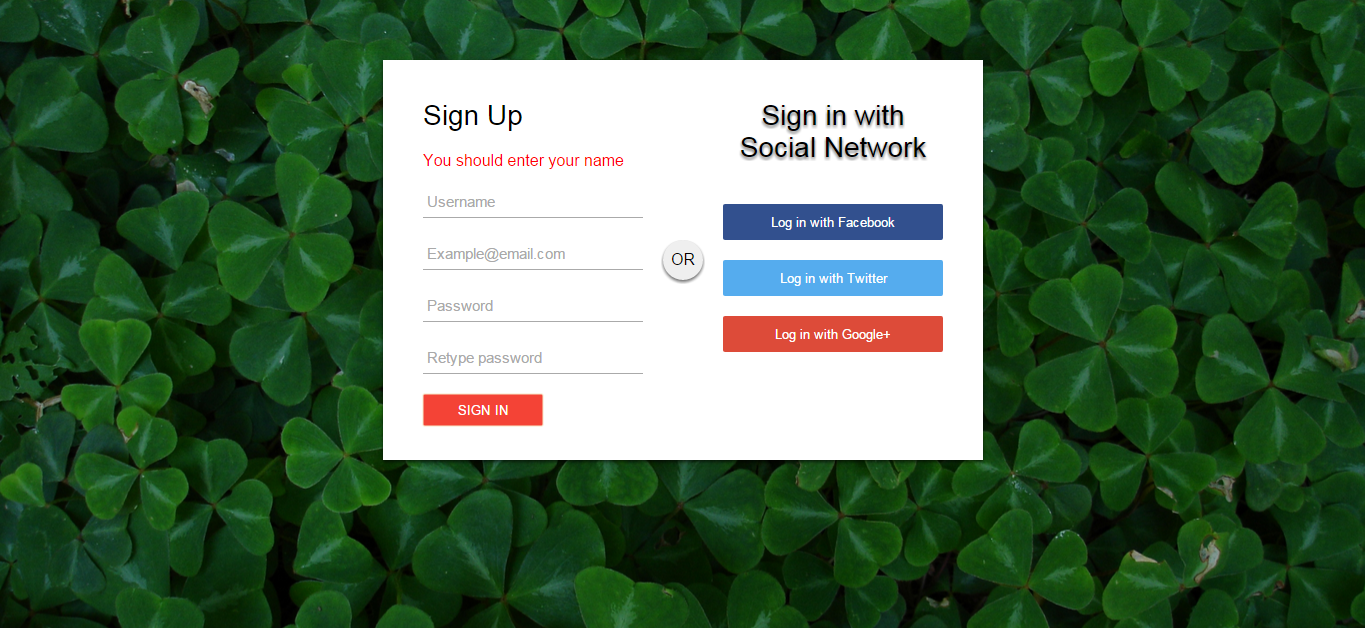 Sign Up
You should enter your name
Username
Example@email.com
Password
Retype password
SIGN IN
OR
Sign in with
Social Network
Log in with Facebook
Log in with Twitter
Log in with Google+